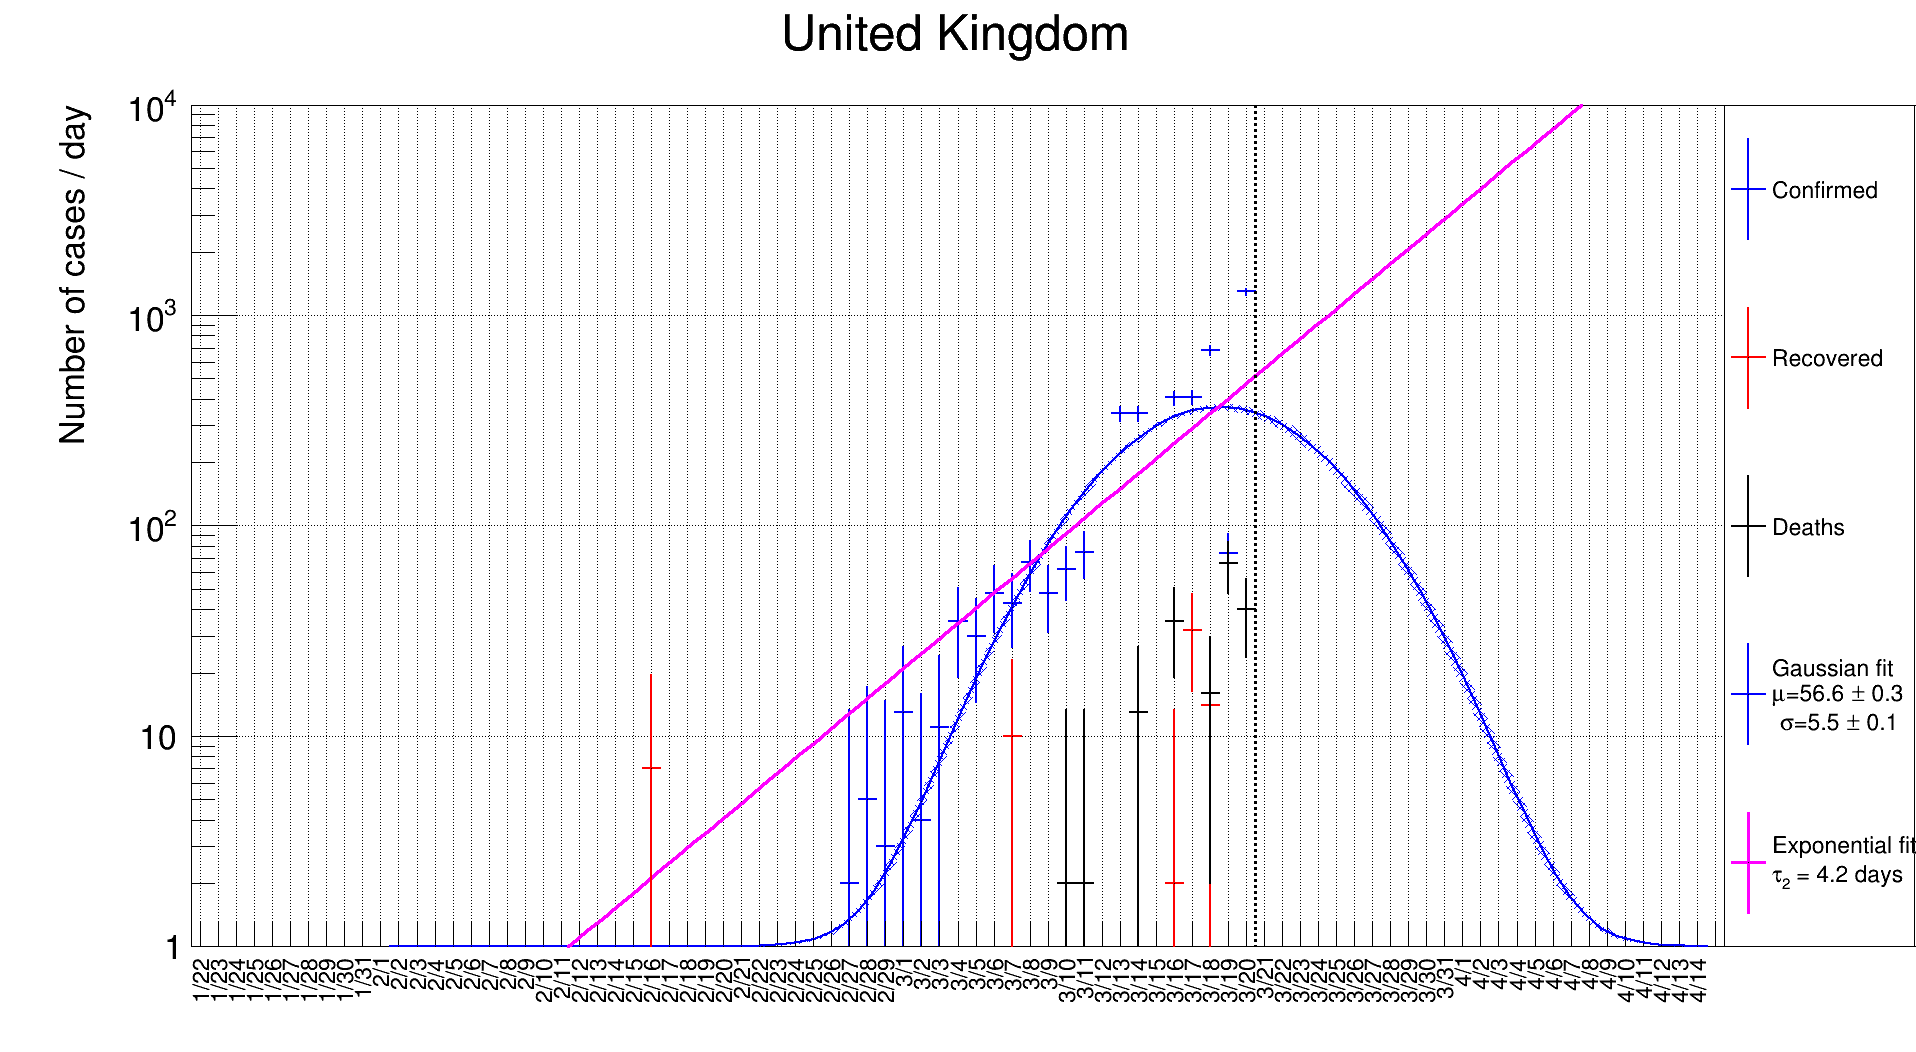 United Kingdom
Number of cases / day
10⁴
10³
10²
10
1
1/22 1/23 1/24 1/25 1/26 1/27 1/28 1/29 1/30 1/31 2/1 2/2 2/3 2/4 2/5 2/6 2/7 2/8 2/9 2/10 2/11 2/12 2/13 2/14 2/15 2/16 2/17 2/18 2/19 2/20 2/21 2/22 2/23 2/24 2/25 2/26 2/27 2/28 2/29 3/1 3/2 3/3 3/4 3/5 3/6 3/7 3/8 3/9 3/10 3/11 3/12 3/13 3/14 3/15 3/16 3/17 3/18 3/19 3/20 3/21 3/22 3/23 3/24 3/25 3/26 3/27 3/28 3/29 3/30 3/31 4/1 4/2 4/3 4/4 4/5 4/6 4/7 4/8 4/9 4/10 4/11 4/12 4/13 4/14
Confirmed
Recovered
Deaths
Gaussian fit
μ=56.6 ± 0.3
σ=5.5 ± 0.1
Exponential fit
τ₂ = 4.2 days